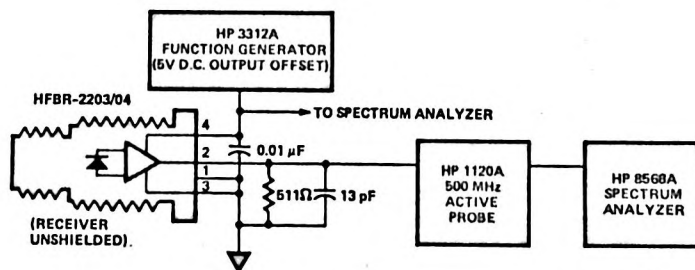 HP 3312A
FUNCTION GENERATOR
(5V D.C. OUTPUT OFFSET)
HFBR-2203/04
TO SPECTRUM ANALYZER
4
0.01 µF
2
1
3
511Ω
13 pF
(RECEIVER
UNSHIELDED).
HP 1120A
500 MHz
ACTIVE
PROBE
HP 8568A
SPECTRUM
ANALYZER